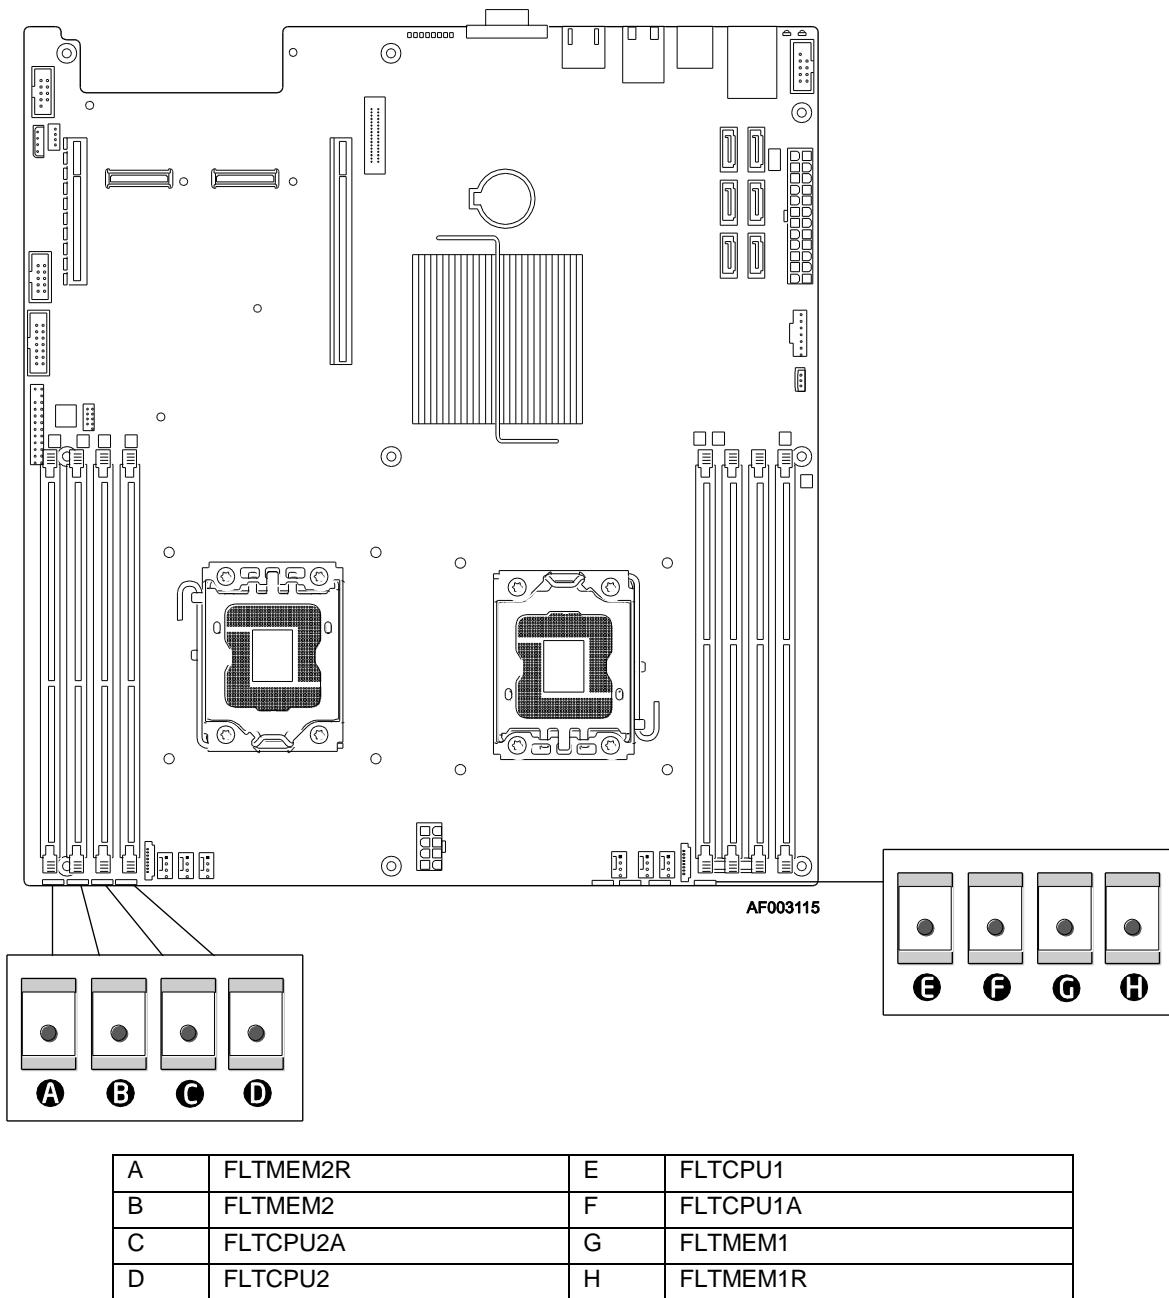 AF003115
E F G H
A B C D
A FLTMEM2R E FLTCPU1
B FLTMEM2 F FLTCPU1A
C FLTCPU2A G FLTMEM1
D FLTCPU2 H FLTMEM1R